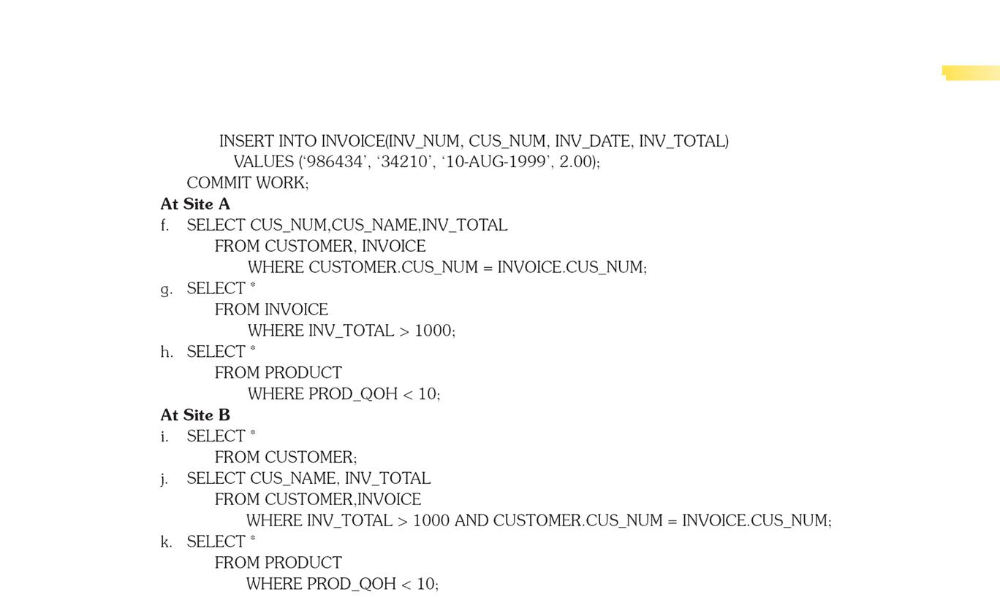 INSERT INTO INVOICE(INV_NUM, CUS_NUM, INV_DATE, INV_TOTAL)
VALUES (‘986434’, ‘34210’, ‘10-AUG-1999’, 2.00);
COMMIT WORK;
At Site A
f. SELECT CUS_NUM,CUS_NAME,INV_TOTAL
FROM CUSTOMER, INVOICE
WHERE CUSTOMER.CUS_NUM = INVOICE.CUS_NUM;
g. SELECT *
FROM INVOICE
WHERE INV_TOTAL > 1000;
h. SELECT *
FROM PRODUCT
WHERE PROD_QOH < 10;
At Site B
i. SELECT *
FROM CUSTOMER;
j. SELECT CUS_NAME, INV_TOTAL
FROM CUSTOMER,INVOICE
WHERE INV_TOTAL > 1000 AND CUSTOMER.CUS_NUM = INVOICE.CUS_NUM;
k. SELECT *
FROM PRODUCT
WHERE PROD_QOH < 10;